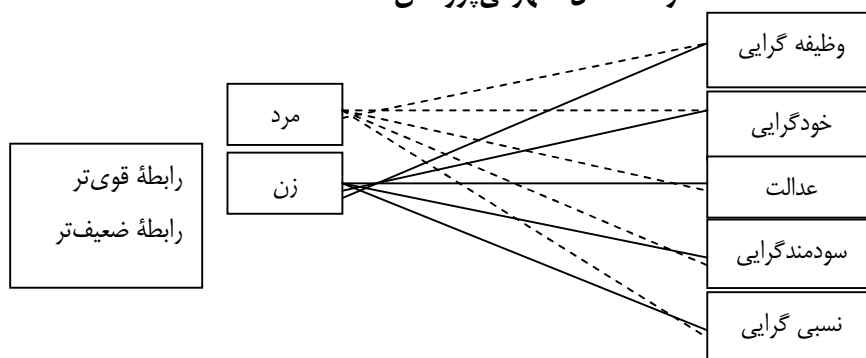 وظیفه گرایی
مرد
خودگرایی
زن
عدالت
رابطهٔ قوی‌تر
رابطهٔ ضعیف‌تر
سودمندگرایی
نسبی گرایی